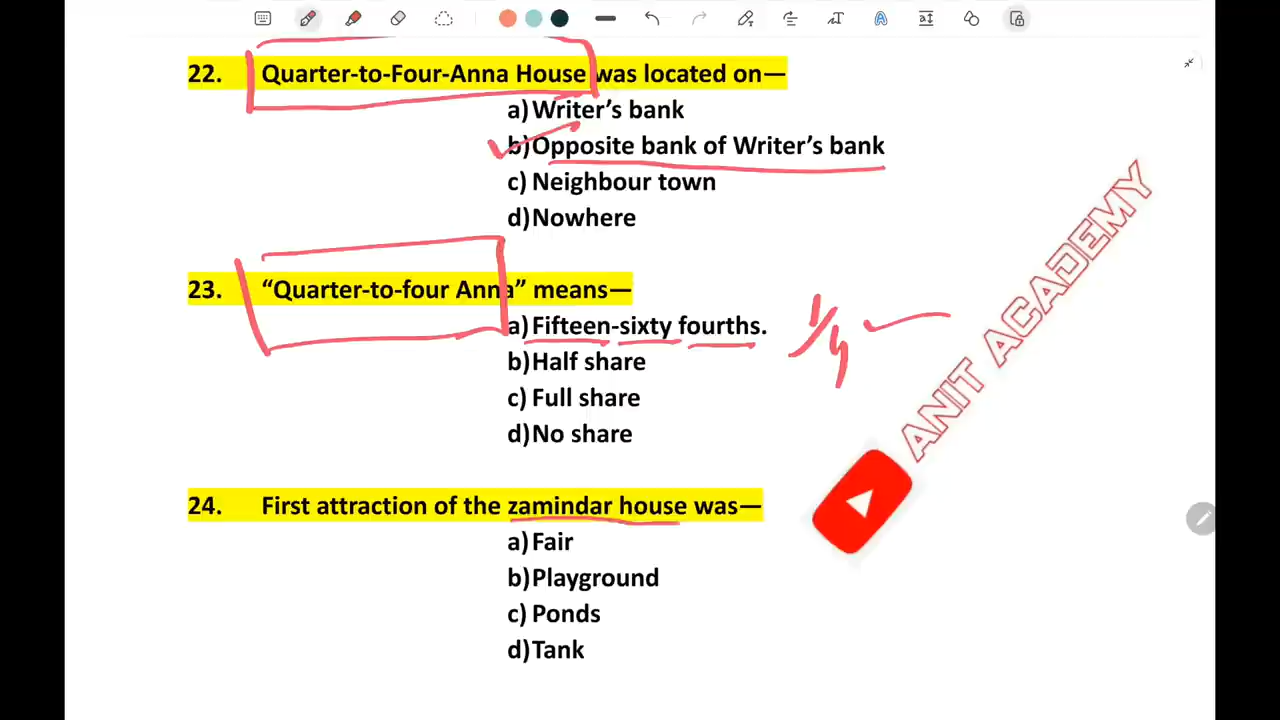 22. Quarter-to-Four-Anna House was located on—
a) Writer's bank
b) Opposite bank of Writer's bank
c) Neighbour town
d) Nowhere
23. “Quarter-to-four Anna” means—
a) Fifteen-sixty fourths.
b) Half share
c) Full share
d) No share
1/4
24. First attraction of the zamindar house was—
a) Fair
b) Playground
c) Ponds
d) Tank
ANIT ACADEMY